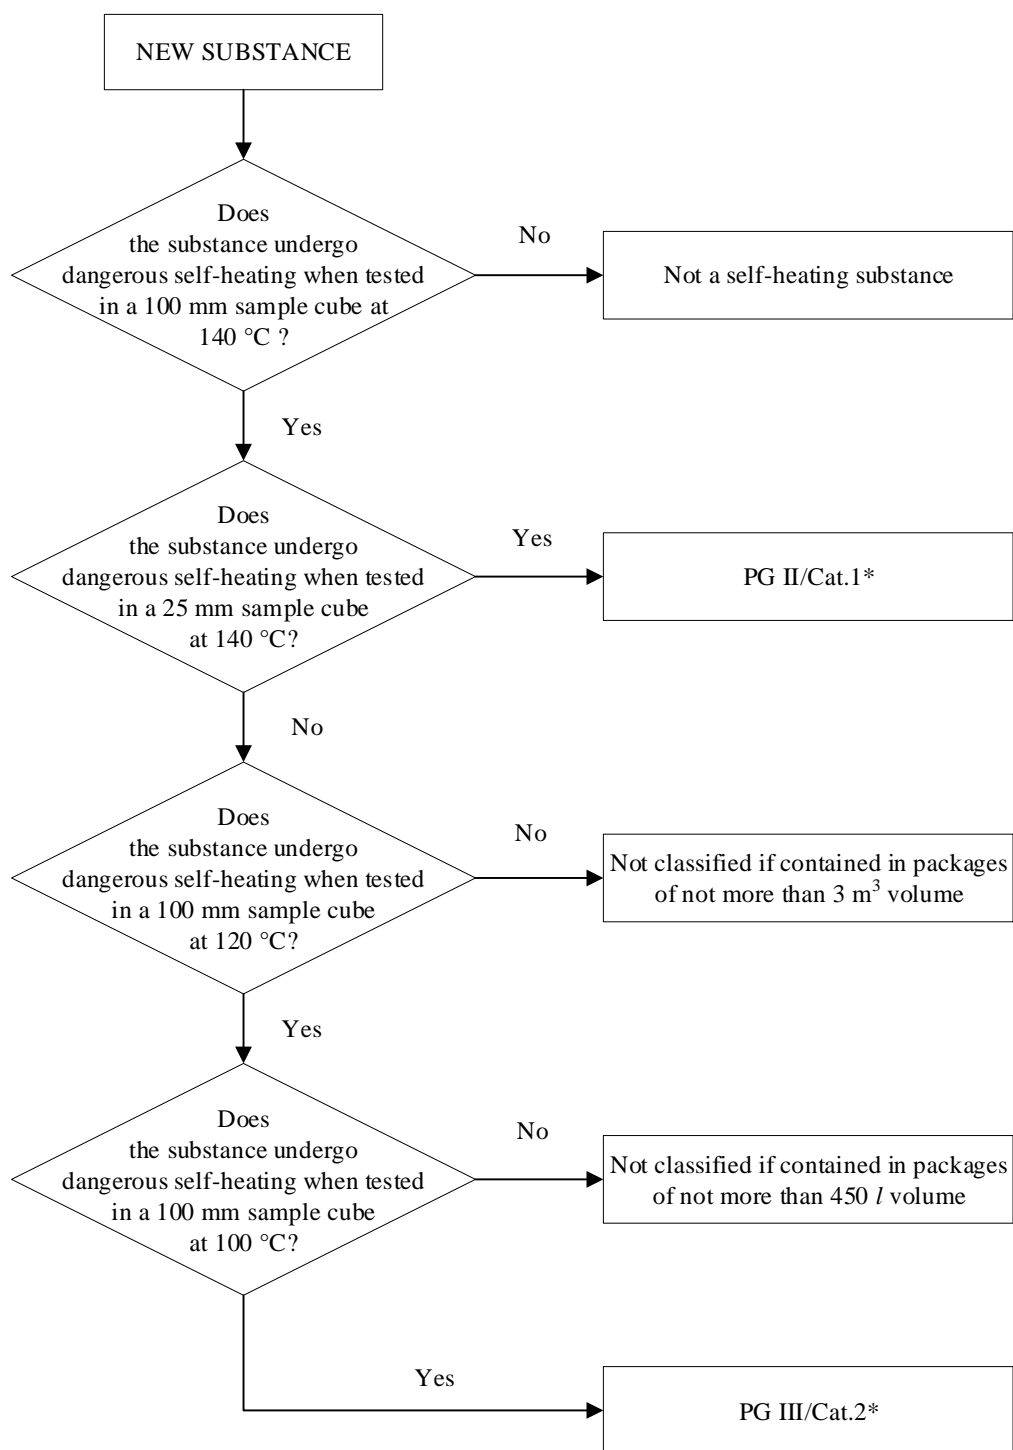 NEW SUBSTANCE
Does
the substance undergo
dangerous self-heating when tested
in a 100 mm sample cube at
140 °C ?
No
Not a self-heating substance
Yes
Does
the substance undergo
dangerous self-heating when tested
in a 25 mm sample cube
at 140 °C?
Yes
PG II/Cat.1*
No
Does
the substance undergo
dangerous self-heating when tested
in a 100 mm sample cube
at 120 °C?
No
Not classified if contained in packages
of not more than 3 m³ volume
Yes
Does
the substance undergo
dangerous self-heating when tested
in a 100 mm sample cube
at 100 °C?
No
Not classified if contained in packages
of not more than 450 l volume
Yes
PG III/Cat.2*